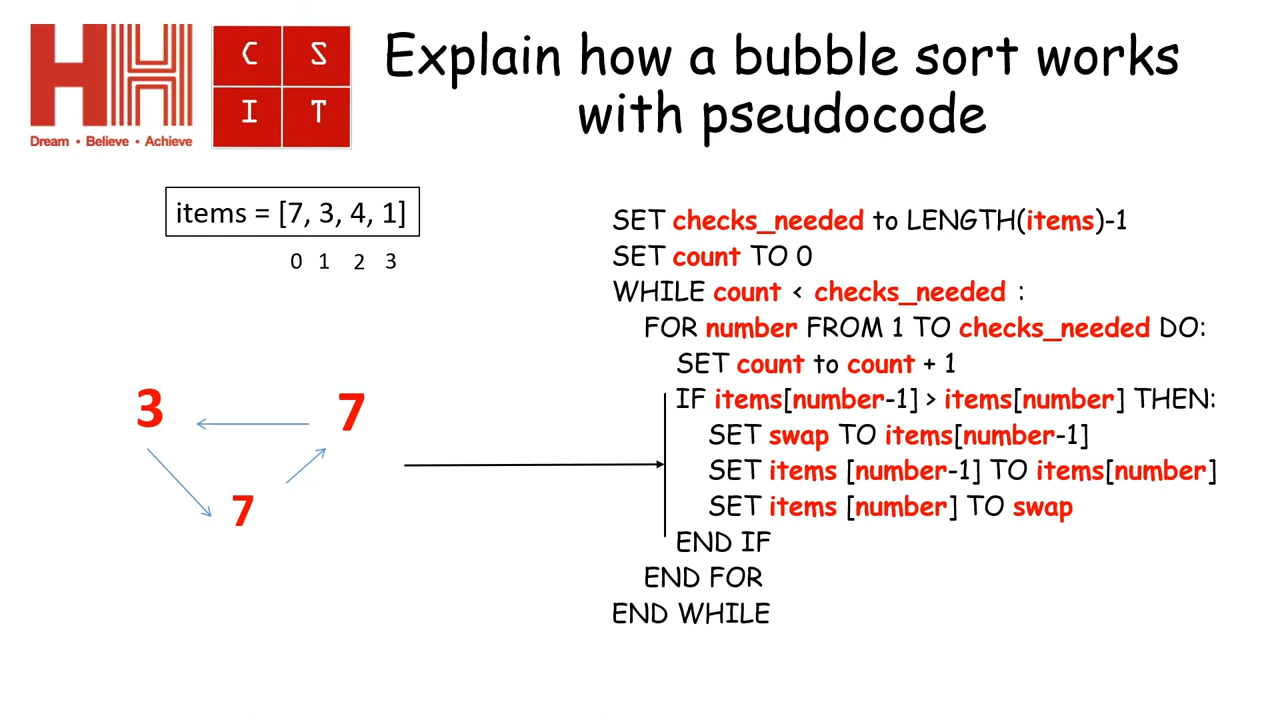 Explain how a bubble sort works
with pseudocode
C S
I T
Dream • Believe • Achieve
items = [7, 3, 4, 1]
0 1 2 3
3 7
7
SET checks_needed to LENGTH(items)-1
SET count TO 0
WHILE count < checks_needed :
FOR number FROM 1 TO checks_needed DO:
SET count to count + 1
IF items[number-1] > items[number] THEN:
SET swap TO items[number-1]
SET items [number-1] TO items[number]
SET items [number] TO swap
END IF
END FOR
END WHILE